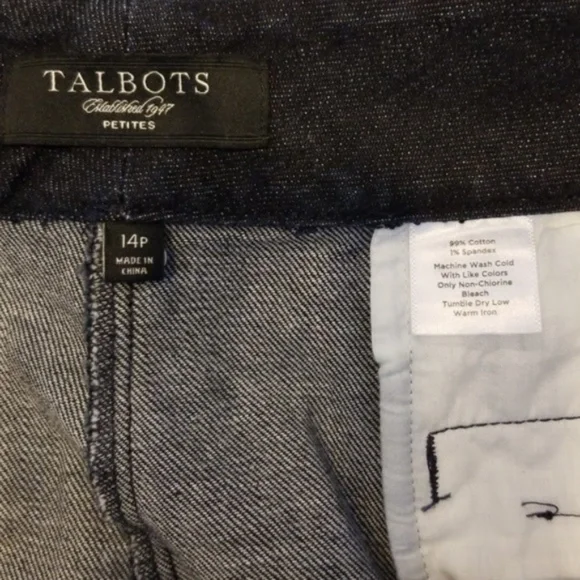 TALBOTS
Established 1947
PETITES
14P
MADE IN
CHINA
99% Cotton
1% Spandex
Machine Wash Cold
With Like Colors
Only Non-Chlorine
Bleach
Tumble Dry Low
Warm Iron